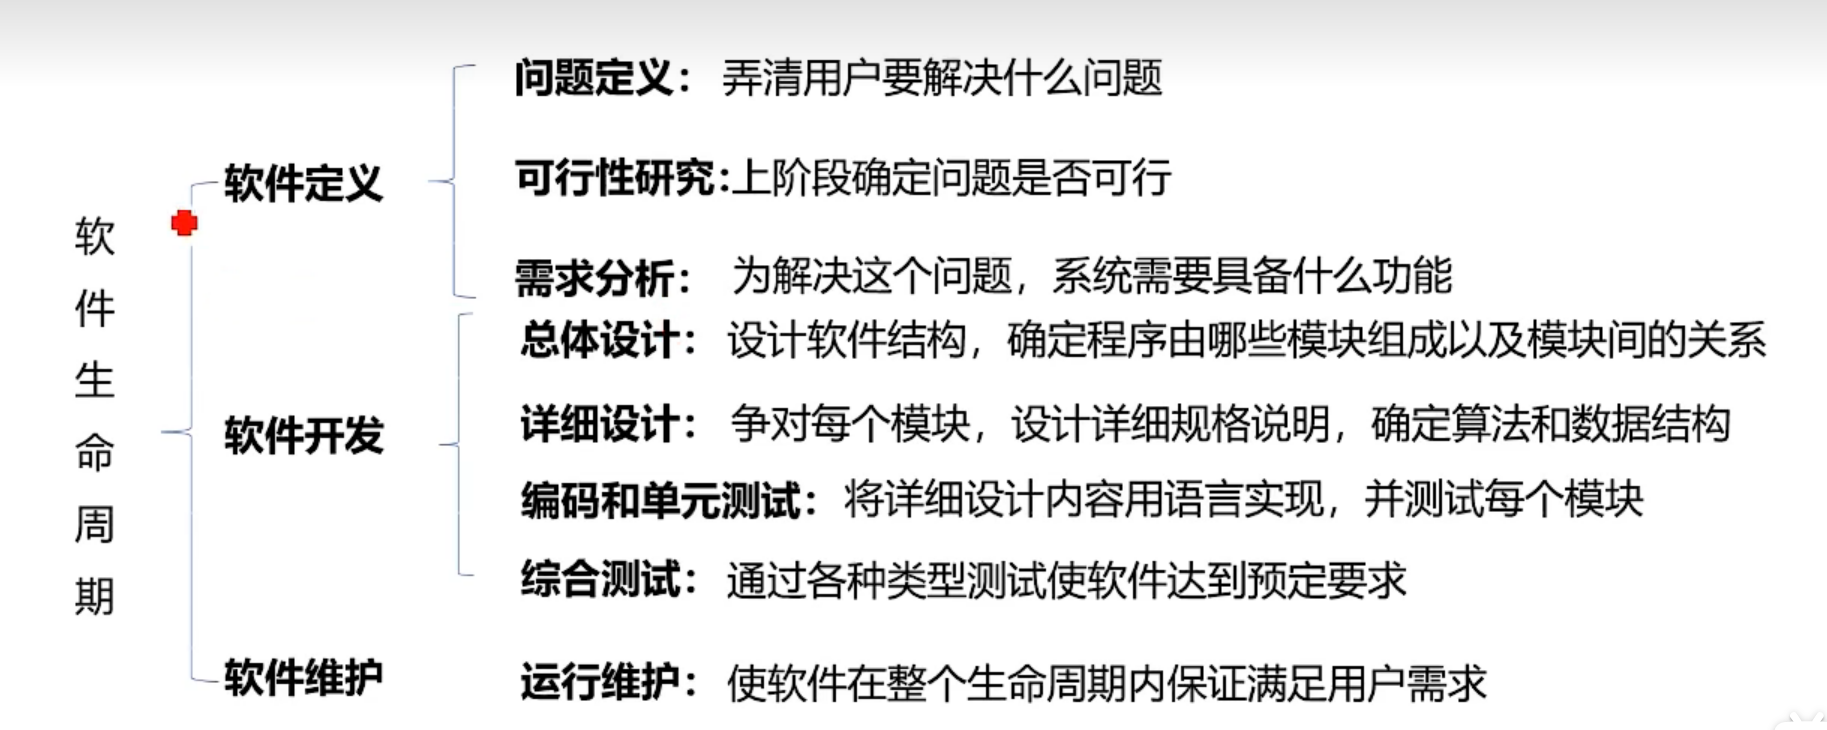 软件生命周期
软件定义
问题定义：弄清用户要解决什么问题
可行性研究：上阶段确定问题是否可行
需求分析：为解决这个问题，系统需要具备什么功能
软件开发
总体设计：设计软件结构，确定程序由哪些模块组成以及模块间的关系
详细设计：争对每个模块，设计详细规格说明，确定算法和数据结构
编码和单元测试：将详细设计内容用语言实现，并测试每个模块
综合测试：通过各种类型测试使软件达到预定要求
软件维护
运行维护：使软件在整个生命周期内保证满足用户需求